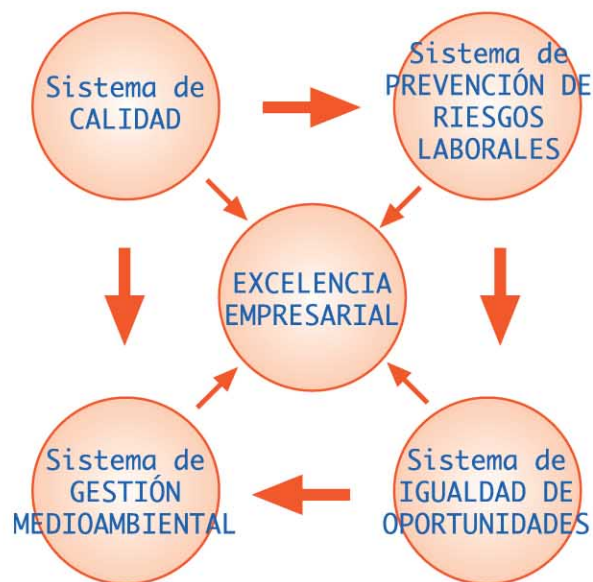 Sistema de
CALIDAD
Sistema de
PREVENCIÓN DE
RIESGOS
LABORALES
EXCELENCIA
EMPRESARIAL
Sistema de
GESTIÓN
MEDIOAMBIENTAL
Sistema de
IGUALDAD DE
OPORTUNIDADES